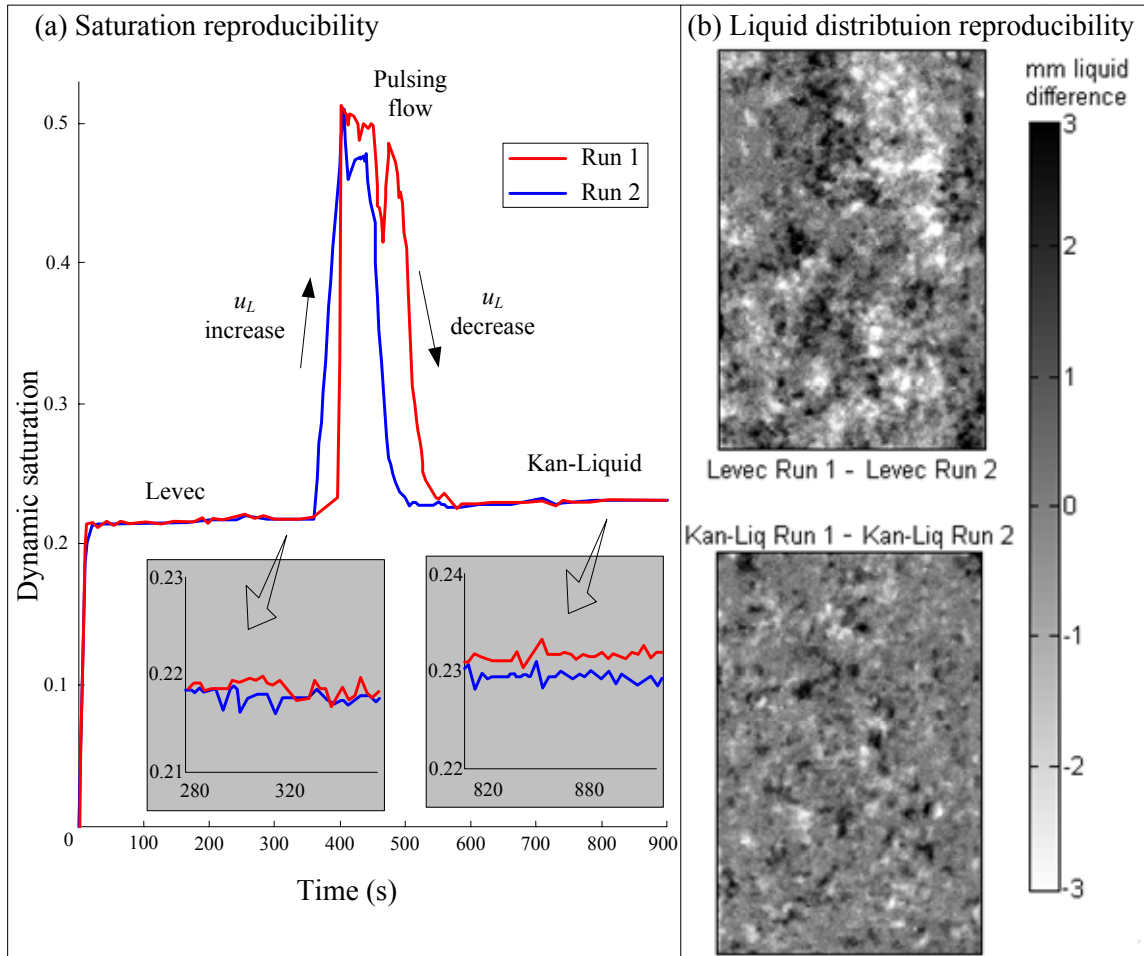 (a) Saturation reproducibility
Pulsing
flow
Run 1
Run 2
0.5
0.4
0.3
0.2
0.1
0
u_L
increase
u_L
decrease
Dynamic saturation
Levec
Kan-Liquid
0.23
0.22
0.21
280
320
0.24
0.23
0.22
820
880
100
200
300
400
500
600
700
800
900
Time (s)
(b) Liquid distribtuion reproducibility
mm liquid
difference
3
2
1
0
-1
-2
-3
Levec Run 1 - Levec Run 2
Kan-Liq Run 1 - Kan-Liq Run 2